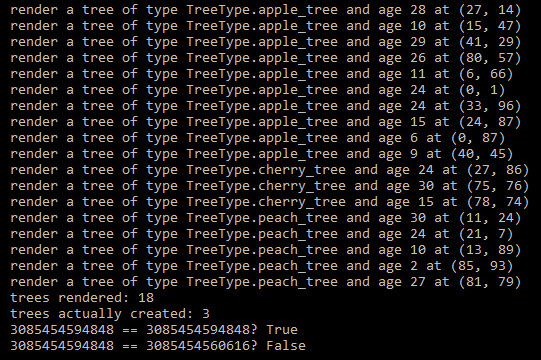 render a tree of type TreeType.apple_tree and age 28 at (27, 14)
render a tree of type TreeType.apple_tree and age 10 at (15, 47)
render a tree of type TreeType.apple_tree and age 29 at (41, 29)
render a tree of type TreeType.apple_tree and age 26 at (80, 57)
render a tree of type TreeType.apple_tree and age 11 at (6, 66)
render a tree of type TreeType.apple_tree and age 24 at (0, 1)
render a tree of type TreeType.apple_tree and age 24 at (33, 96)
render a tree of type TreeType.apple_tree and age 15 at (24, 87)
render a tree of type TreeType.apple_tree and age 6 at (0, 87)
render a tree of type TreeType.apple_tree and age 9 at (40, 45)
render a tree of type TreeType.cherry_tree and age 24 at (27, 86)
render a tree of type TreeType.cherry_tree and age 30 at (75, 76)
render a tree of type TreeType.cherry_tree and age 15 at (78, 74)
render a tree of type TreeType.peach_tree and age 30 at (11, 24)
render a tree of type TreeType.peach_tree and age 24 at (21, 7)
render a tree of type TreeType.peach_tree and age 10 at (13, 89)
render a tree of type TreeType.peach_tree and age 2 at (85, 93)
render a tree of type TreeType.peach_tree and age 27 at (81, 79)
trees rendered: 18
trees actually created: 3
3085454594848 == 3085454594848? True
3085454594848 == 3085454560616? False